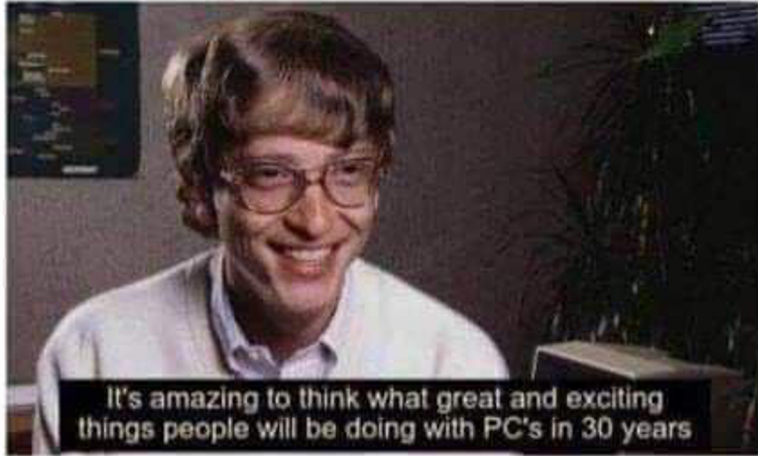 It's amazing to think what great and exciting
things people will be doing with PC's in 30 years